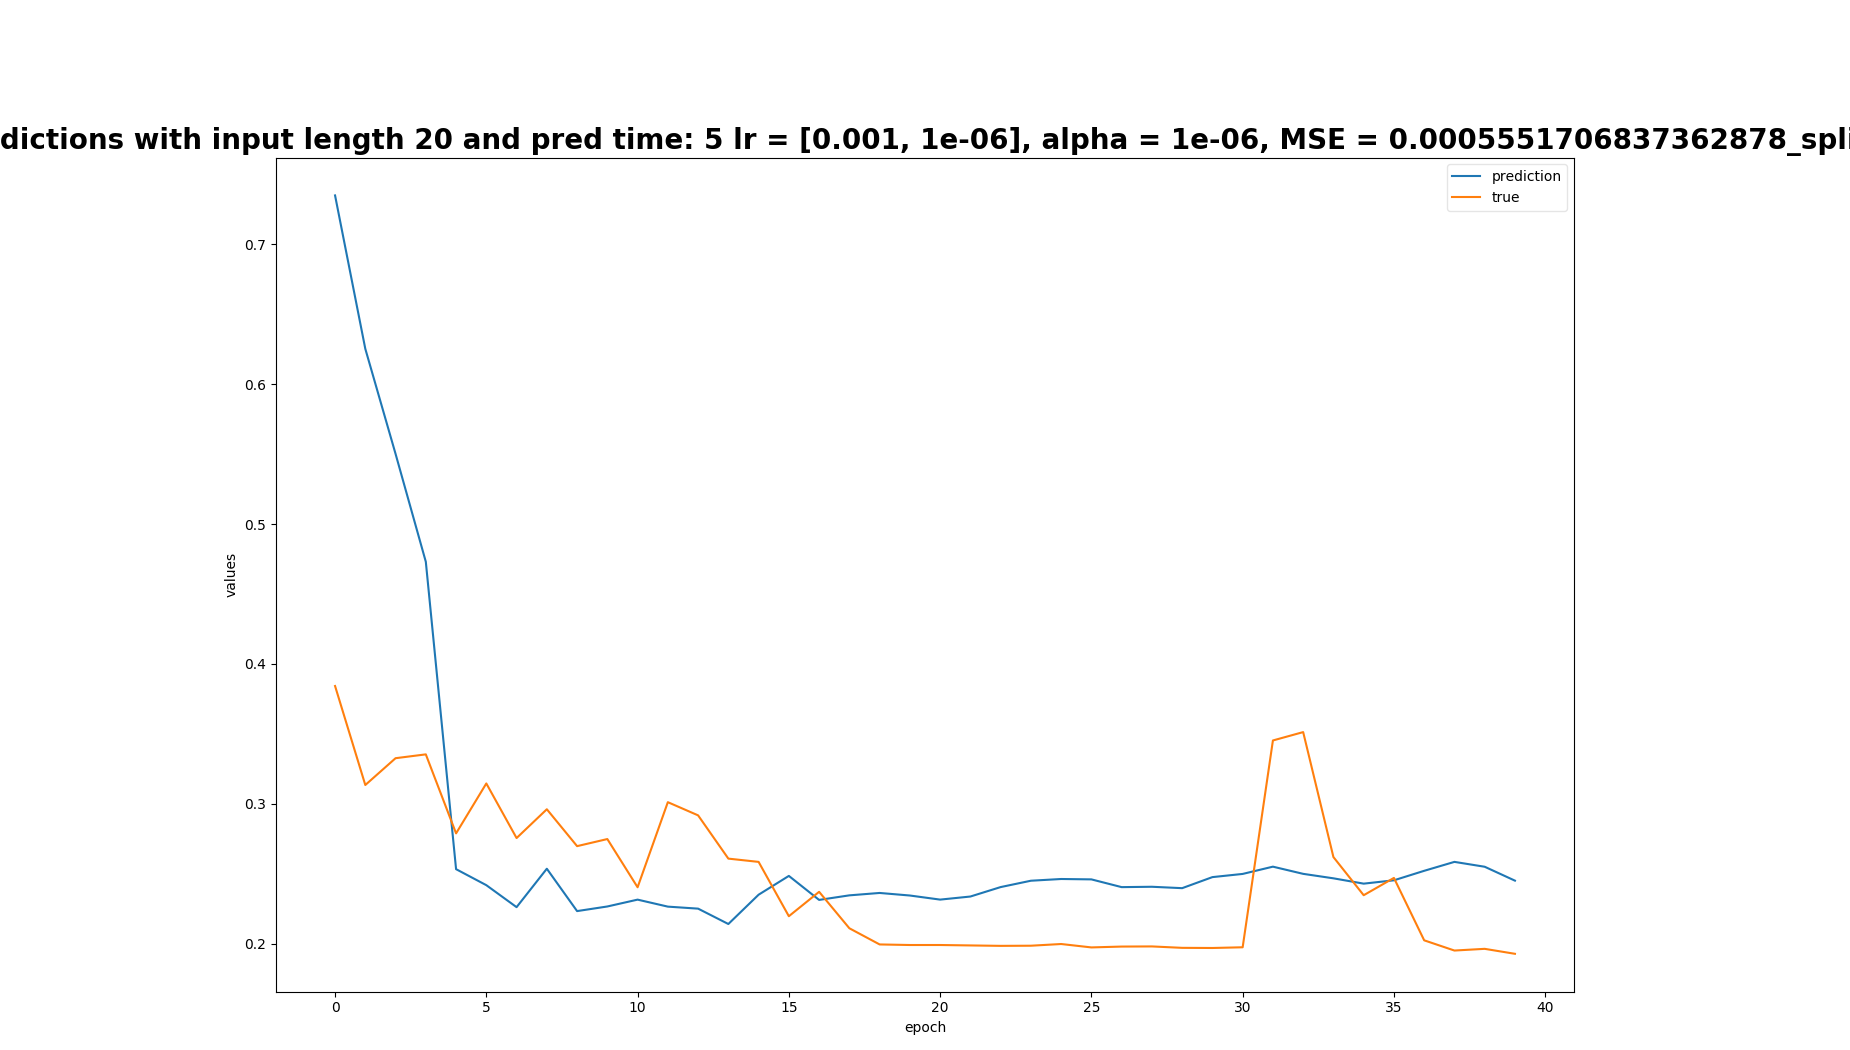 dictions with input length 20 and pred time: 5 lr = [0.001, 1e-06], alpha = 1e-06, MSE = 0.0005551706837362878_spli
prediction
true
0.7
0.6
0.5
0.4
0.3
0.2
values
0 5 10 15 20 25 30 35 40
epoch